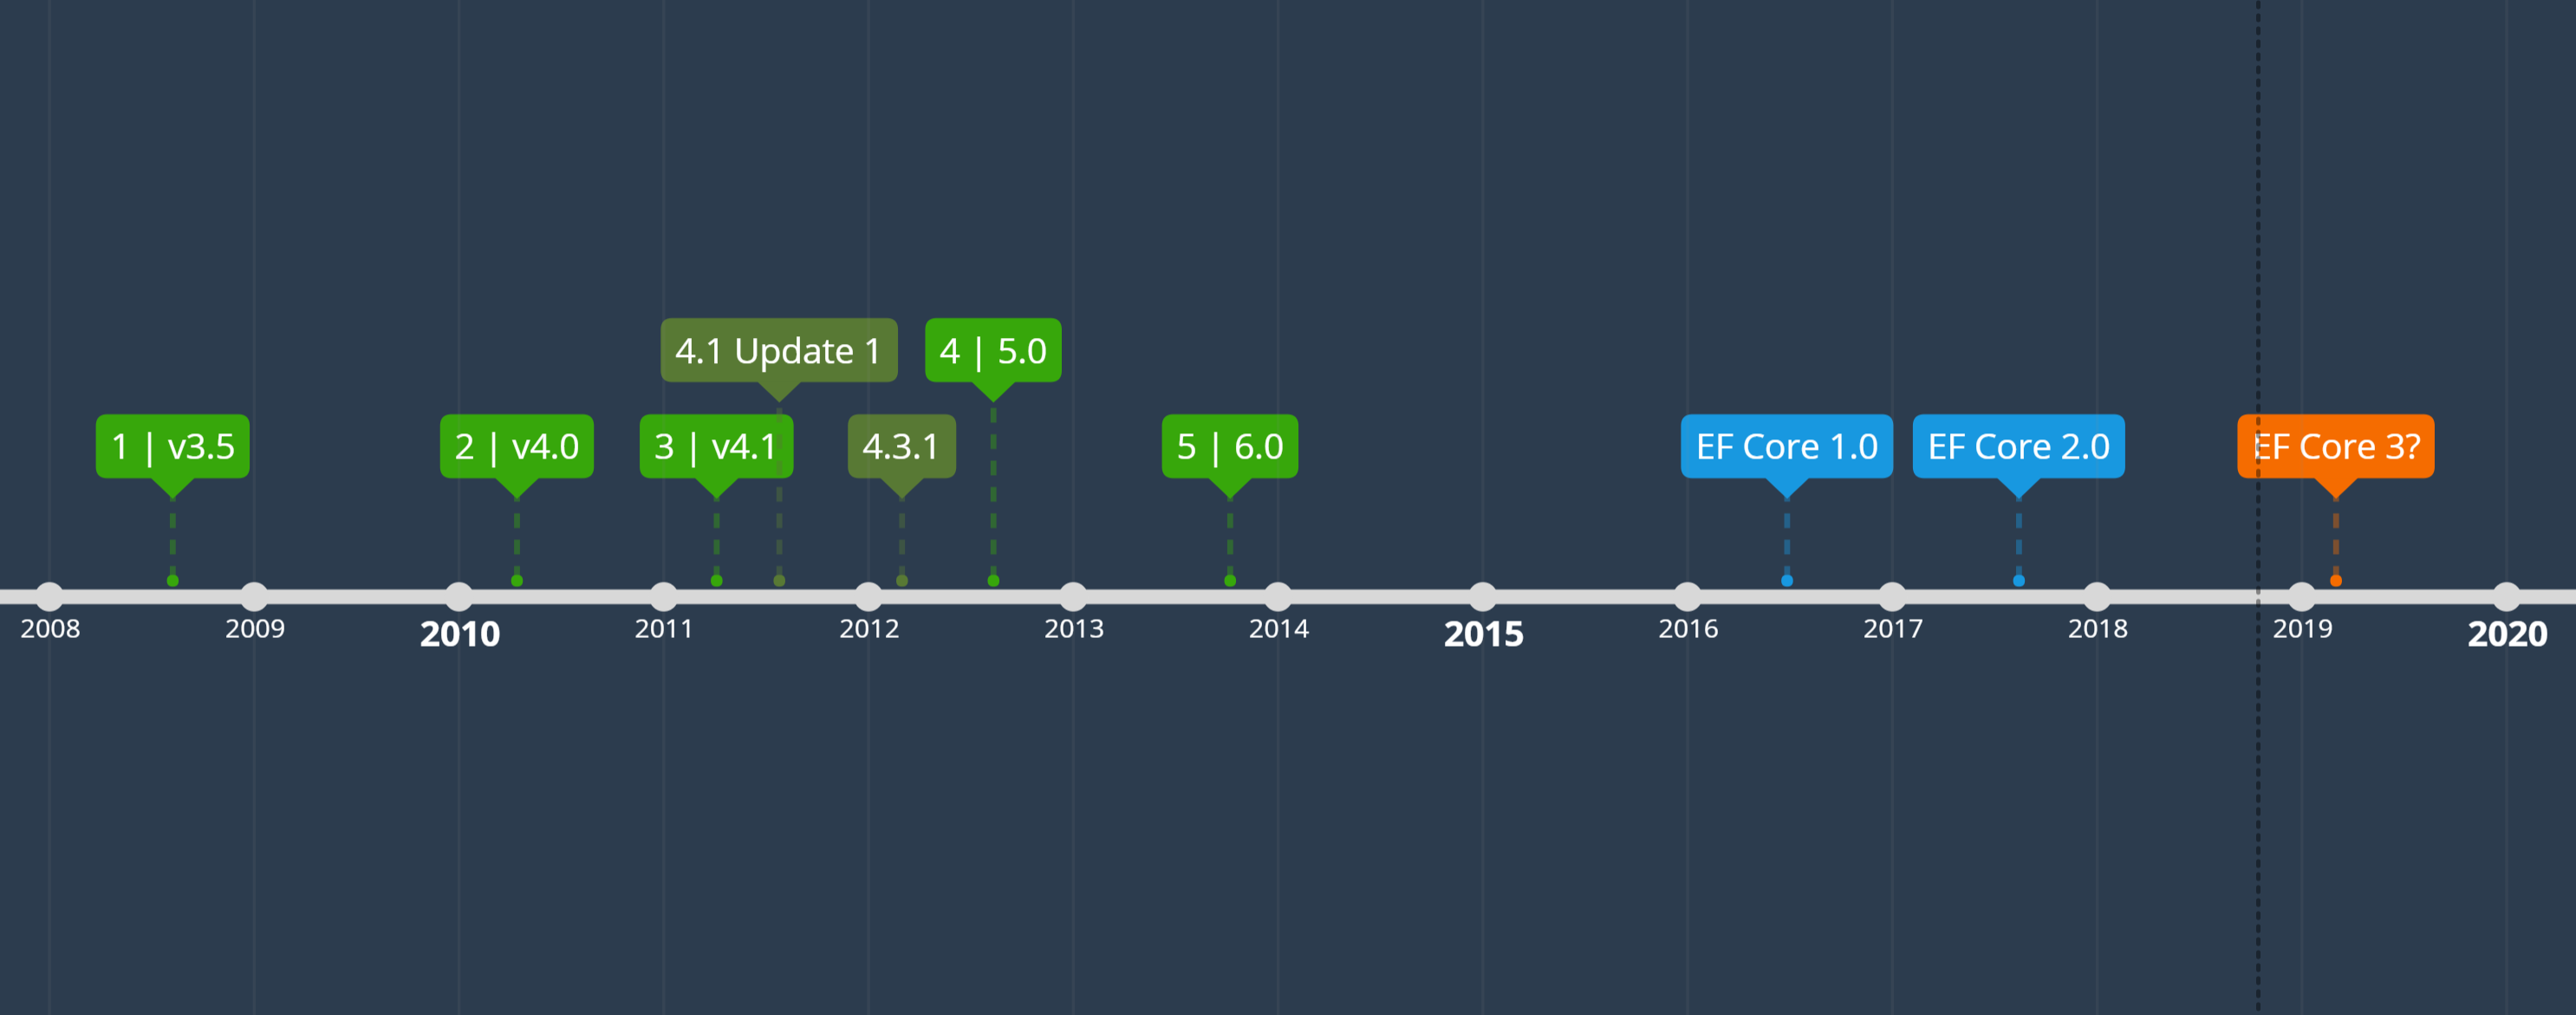 4.1 Update 1
4 | 5.0
1 | v3.5
2 | v4.0
3 | v4.1
4.3.1
5 | 6.0
EF Core 1.0
EF Core 2.0
EF Core 3?
2008
2009
2010
2011
2012
2013
2014
2015
2016
2017
2018
2019
2020